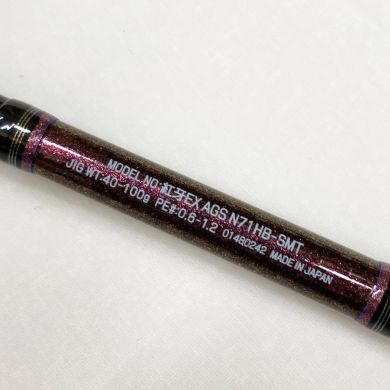 MODEL NO.紅牙EX AGS N71HB-SMT
JIG WT.40-100g PE#:0.6-1.2 01480242 MADE IN JAPAN